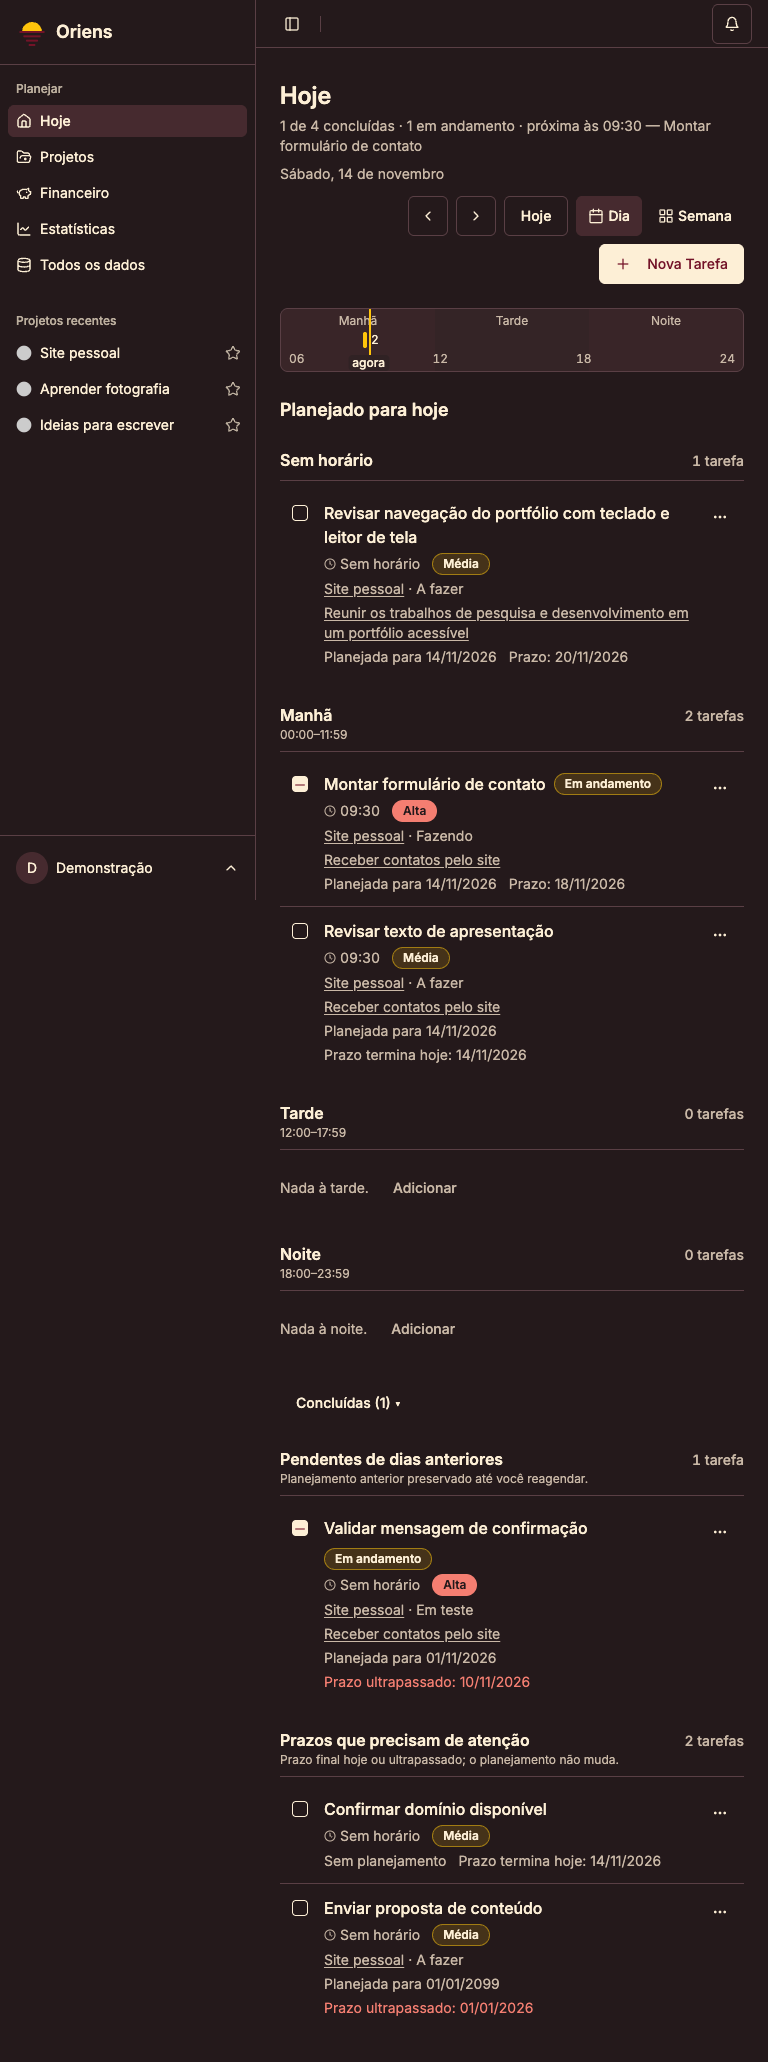 Oriens
Planejar
Hoje
Projetos
Financeiro
Estatísticas
Todos os dados
Projetos recentes
Site pessoal
Aprender fotografia
Ideias para escrever
D Demonstração
Hoje
1 de 4 concluídas · 1 em andamento · próxima às 09:30 — Montar
formulário de contato
Sábado, 14 de novembro
Hoje Dia Semana
+ Nova Tarefa
Manhã Tarde Noite
2
06 12 18 24
agora
Planejado para hoje
Sem horário 1 tarefa
Revisar navegação do portfólio com teclado e
leitor de tela
Sem horário Média
Site pessoal · A fazer
Reunir os trabalhos de pesquisa e desenvolvimento em
um portfólio acessível
Planejada para 14/11/2026 Prazo: 20/11/2026
Manhã 2 tarefas
00:00–11:59
Montar formulário de contato Em andamento
09:30 Alta
Site pessoal · Fazendo
Receber contatos pelo site
Planejada para 14/11/2026 Prazo: 18/11/2026
Revisar texto de apresentação
09:30 Média
Site pessoal · A fazer
Receber contatos pelo site
Planejada para 14/11/2026
Prazo termina hoje: 14/11/2026
Tarde 0 tarefas
12:00–17:59
Nada à tarde. Adicionar
Noite 0 tarefas
18:00–23:59
Nada à noite. Adicionar
Concluídas (1) ▾
Pendentes de dias anteriores 1 tarefa
Planejamento anterior preservado até você reagendar.
Validar mensagem de confirmação
Em andamento
Sem horário Alta
Site pessoal · Em teste
Receber contatos pelo site
Planejada para 01/11/2026
Prazo ultrapassado: 10/11/2026
Prazos que precisam de atenção 2 tarefas
Prazo final hoje ou ultrapassado; o planejamento não muda.
Confirmar domínio disponível
Sem horário Média
Sem planejamento Prazo termina hoje: 14/11/2026
Enviar proposta de conteúdo
Sem horário Média
Site pessoal · A fazer
Planejada para 01/01/2099
Prazo ultrapassado: 01/01/2026